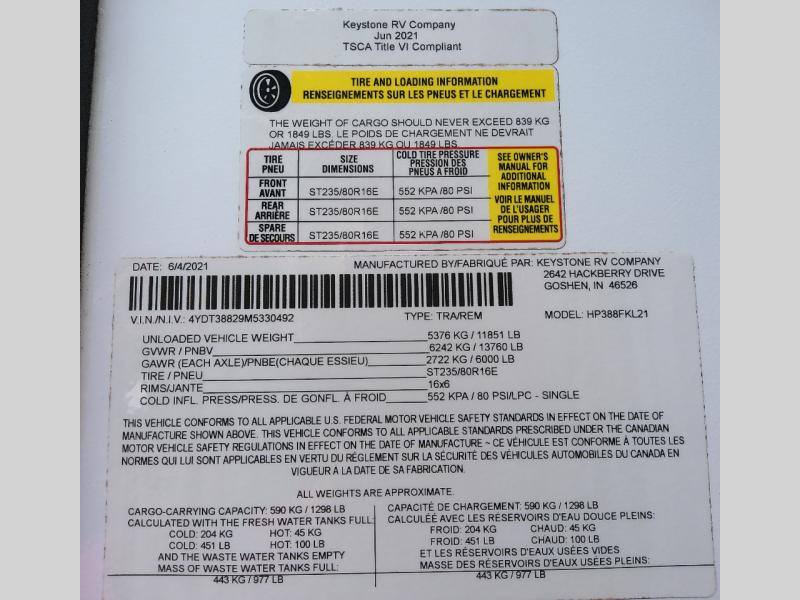 Keystone RV Company
Jun 2021
TSCA Title VI Compliant
TIRE AND LOADING INFORMATION
RENSEIGNEMENTS SUR LES PNEUS ET LE CHARGEMENT
THE WEIGHT OF CARGO SHOULD NEVER EXCEED 839 KG
OR 1849 LBS. LE POIDS DE CHARGEMENT NE DEVRAIT
JAMAIS EXCÉDER 839 KG OU 1849 LBS.
TIRE SIZE COLD TIRE PRESSURE
PNEU DIMENSIONS PRESSION DES
PNEUS A FROID
FRONT
AVANT ST235/80R16E 552 KPA /80 PSI
REAR
ARRIÈRE ST235/80R16E 552 KPA /80 PSI
SPARE
DE SECOURS ST235/80R16E 552 KPA /80 PSI
SEE OWNER'S
MANUAL FOR
ADDITIONAL
INFORMATION
VOIR LE MANUEL
DE L'USAGER
POUR PLUS DE
RENSEIGNEMENTS
DATE: 6/4/2021 MANUFACTURED BY/FABRIQUÉ PAR: KEYSTONE RV COMPANY
2642 HACKBERRY DRIVE
GOSHEN, IN 46526
V.I.N./N.I.V.: 4YDT38829M5330492 TYPE: TRA/REM MODEL: HP388FKL21
UNLOADED VEHICLE WEIGHT 5376 KG / 11851 LB
GVWR / PNBV 6242 KG / 13760 LB
GAWR (EACH AXLE)/PNBE(CHAQUE ESSIEU) 2722 KG / 6000 LB
TIRE / PNEU ST235/80R16E
RIMS/JANTE 16x6
COLD INFL. PRESS/PRESS. DE GONFL. À FROID 552 KPA / 80 PSI/LPC - SINGLE
THIS VEHICLE CONFORMS TO ALL APPLICABLE U.S. FEDERAL MOTOR VEHICLE SAFETY STANDARDS IN EFFECT ON THE DATE OF
MANUFACTURE SHOWN ABOVE. THIS VEHICLE CONFORMS TO ALL APPLICABLE STANDARDS PRESCRIBED UNDER THE CANADIAN
MOTOR VEHICLE SAFETY REGULATIONS IN EFFECT ON THE DATE OF MANUFACTURE ~ CE VÉHICULE EST CONFORME À TOUTES LES
NORMES QUI LUI SONT APPLICABLES EN VERTU DU RÉGLEMENT SUR LA SÉCURITÉ DES VÉHICULES AUTOMOBILES DU CANADA EN
VIGUEUR A LA DATE DE SA FABRICATION.
ALL WEIGHTS ARE APPROXIMATE.
CARGO-CARRYING CAPACITY: 590 KG / 1298 LB
CALCULATED WITH THE FRESH WATER TANKS FULL:
COLD: 204 KG HOT: 45 KG
COLD: 451 LB HOT: 100 LB
AND THE WASTE WATER TANKS EMPTY
MASS OF WASTE WATER TANKS FULL:
443 KG / 977 LB
CAPACITÉ DE CHARGEMENT: 590 KG / 1298 LB
CALCULÉE AVEC LES RÉSERVOIRS D'EAU DOUCE PLEINS:
FROID: 204 KG CHAUD: 45 KG
FROID: 451 LB CHAUD: 100 LB
ET LES RÉSERVOIRS D'EAUX USÉES VIDES
MASSE DES RÉSERVOIRS D'EAUX USÉES PLEINS:
443 KG / 977 LB